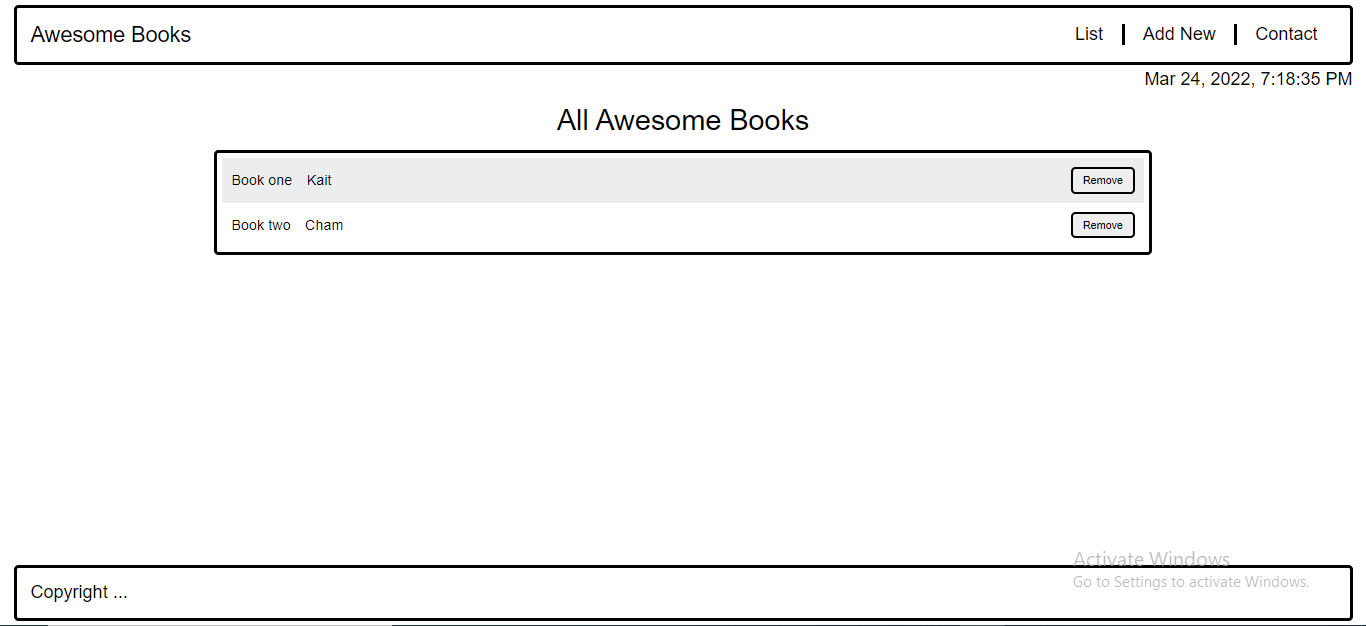 Awesome Books List Add New Contact
Mar 24, 2022, 7:18:35 PM
All Awesome Books
Book one Kait Remove
Book two Cham Remove
Activate Windows
Go to Settings to activate Windows.
Copyright ...